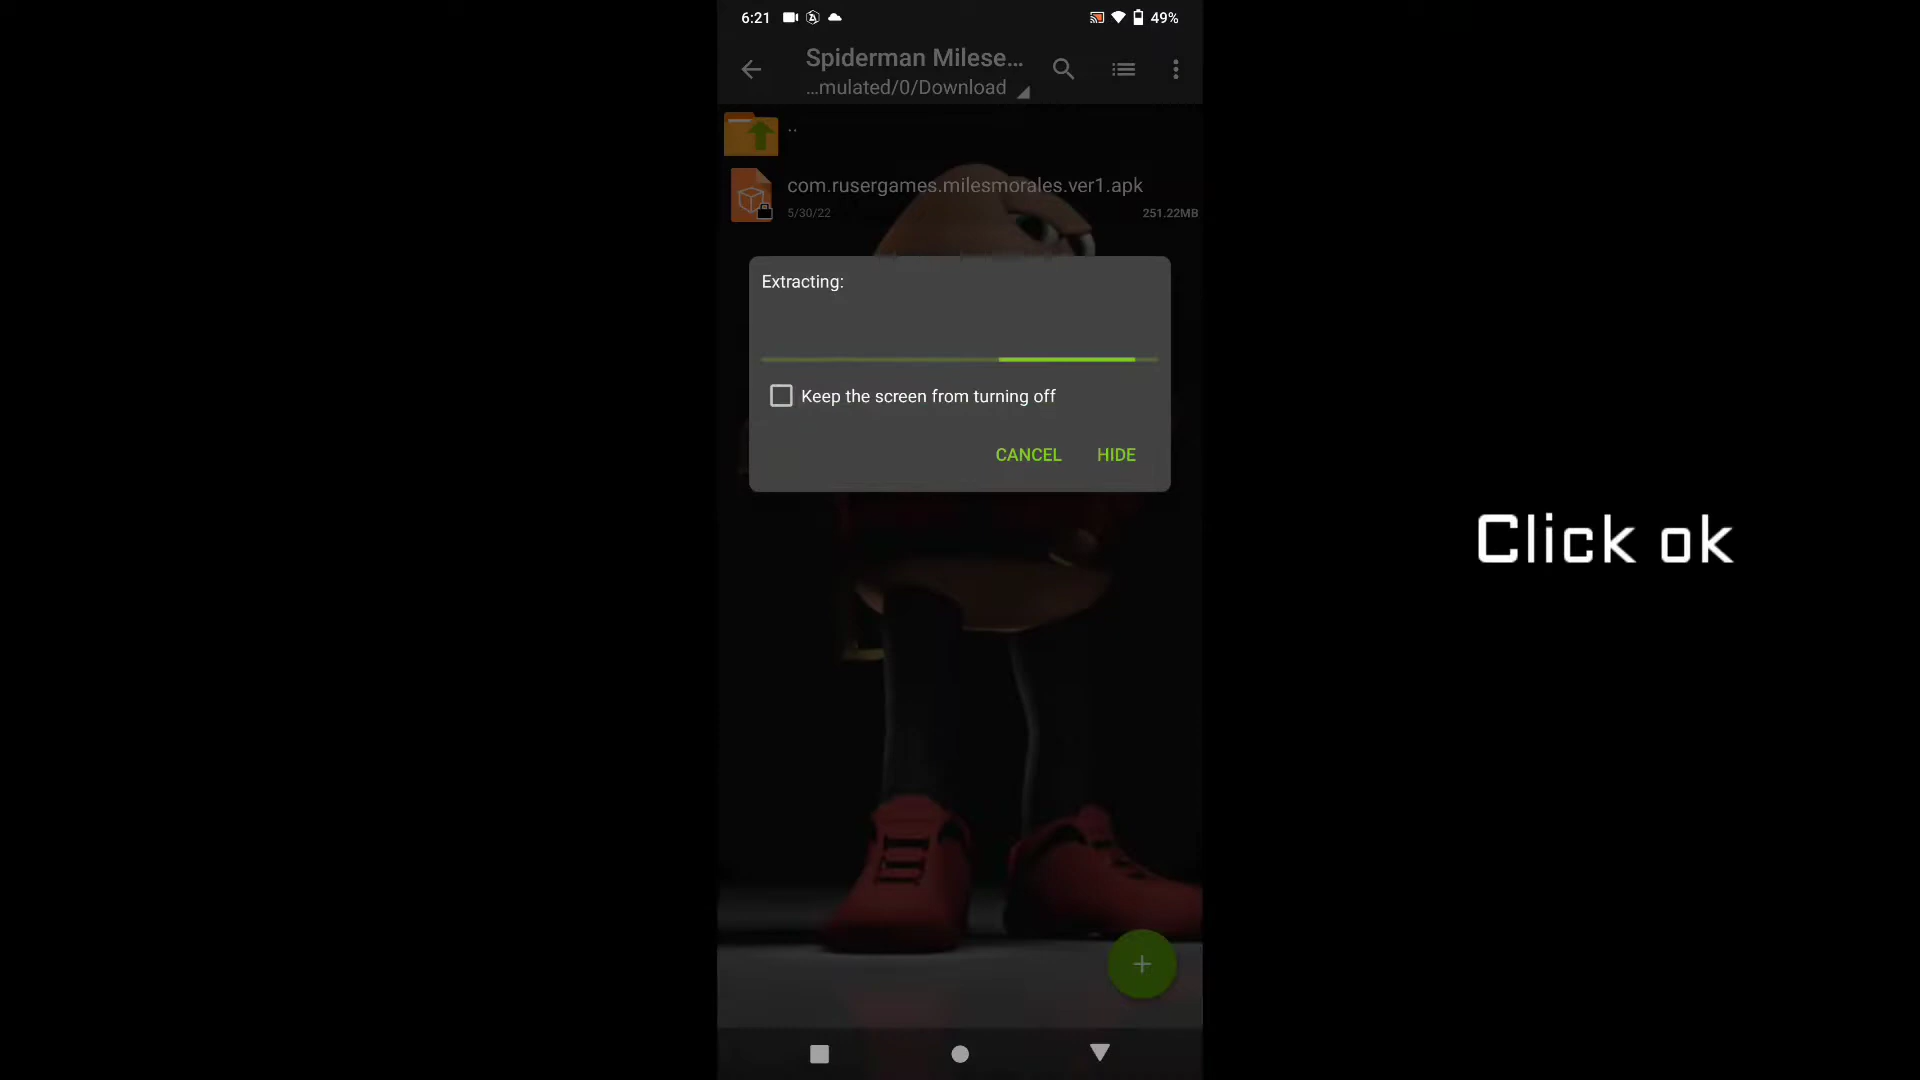 6:21
49%
Spiderman Milese...
...mulated/0/Download
..
com.rusergames.milesmorales.ver1.apk
5/30/22
251.22MB
Extracting:
Keep the screen from turning off
CANCEL
HIDE
Click ok